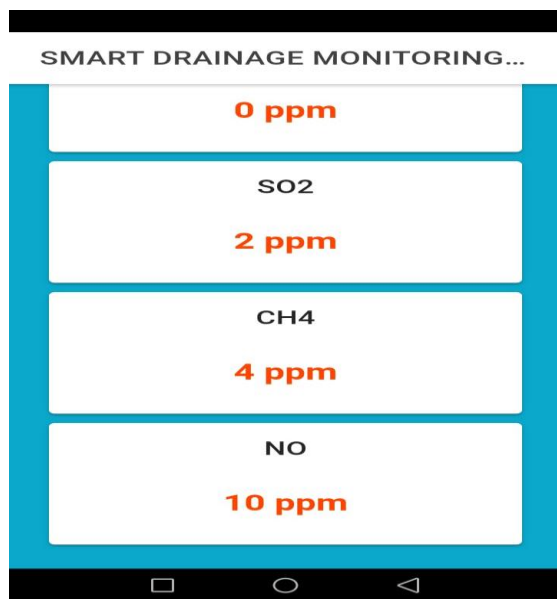 SMART DRAINAGE MONITORING...
0 ppm
SO2
2 ppm
CH4
4 ppm
NO
10 ppm